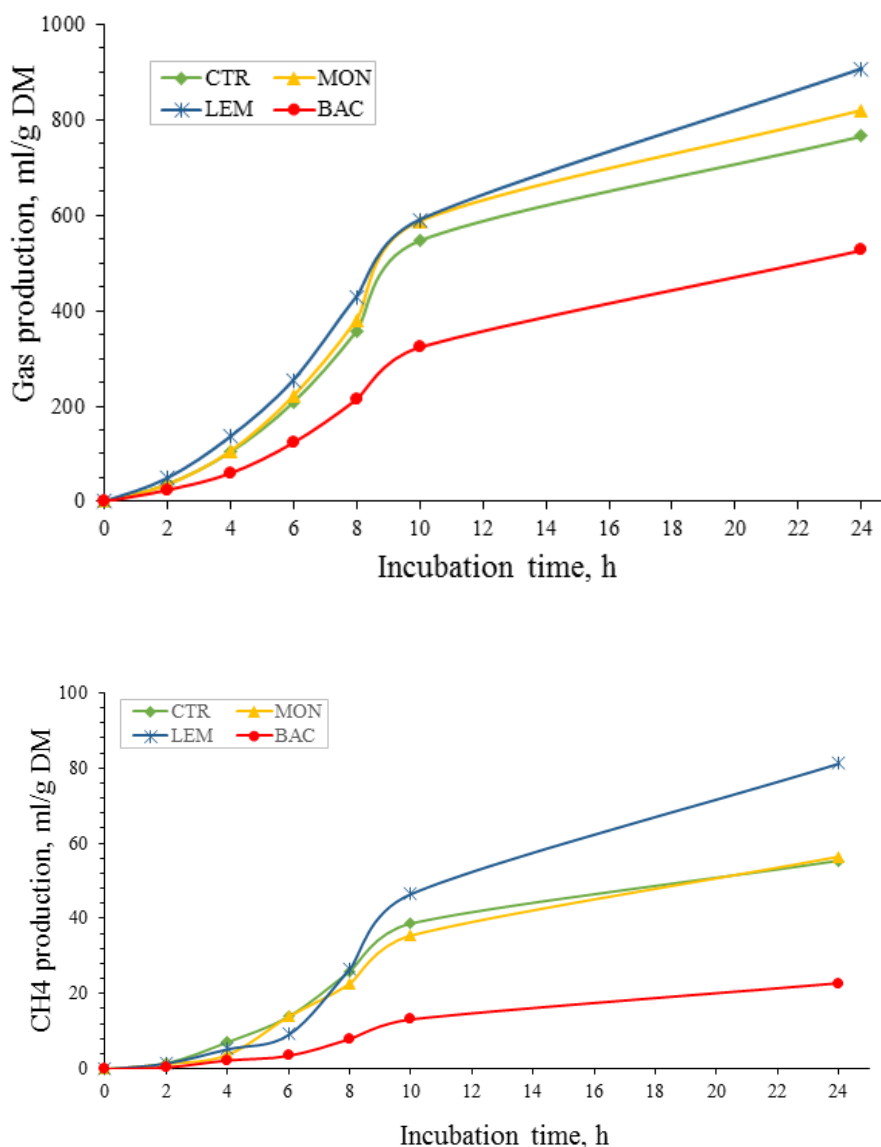 1000
800
600
400
200
0
Gas production, ml/g DM
CTR MON
LEM BAC
0 2 4 6 8 10 12 14 16 18 20 22 24
Incubation time, h
100
80
60
40
20
0
CH4 production, ml/g DM
CTR MON
LEM BAC
0 2 4 6 8 10 12 14 16 18 20 22 24
Incubation time, h